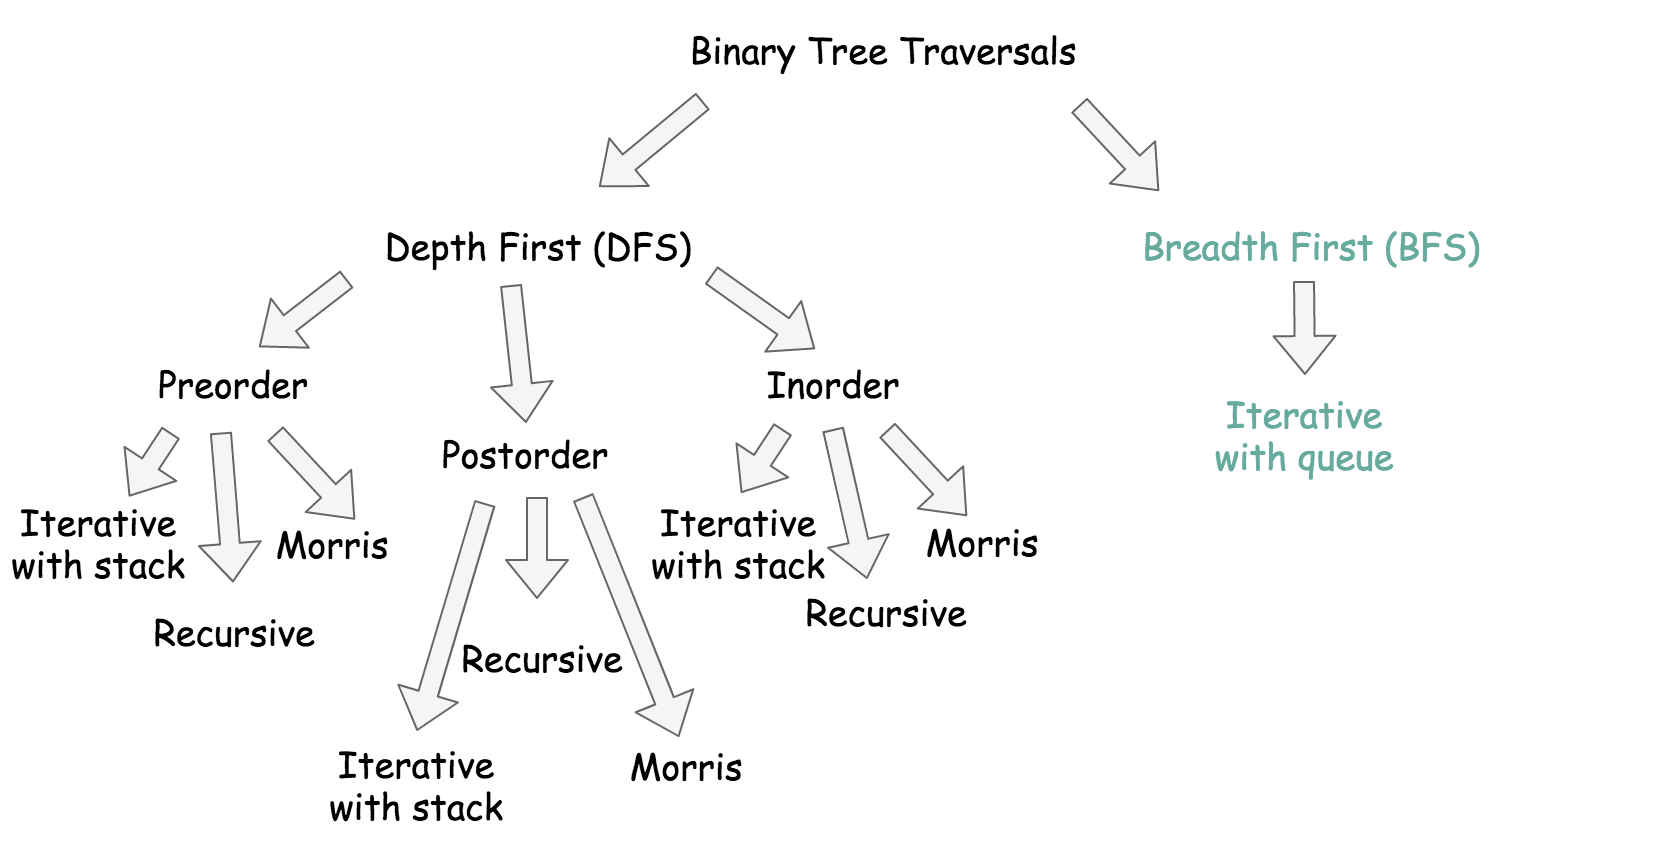 Binary Tree Traversals
Depth First (DFS)
Breadth First (BFS)
Preorder
Inorder
Postorder
Iterative
with queue
Iterative
with stack
Morris
Recursive
Iterative
with stack
Recursive
Morris
Iterative
with stack
Morris
Recursive